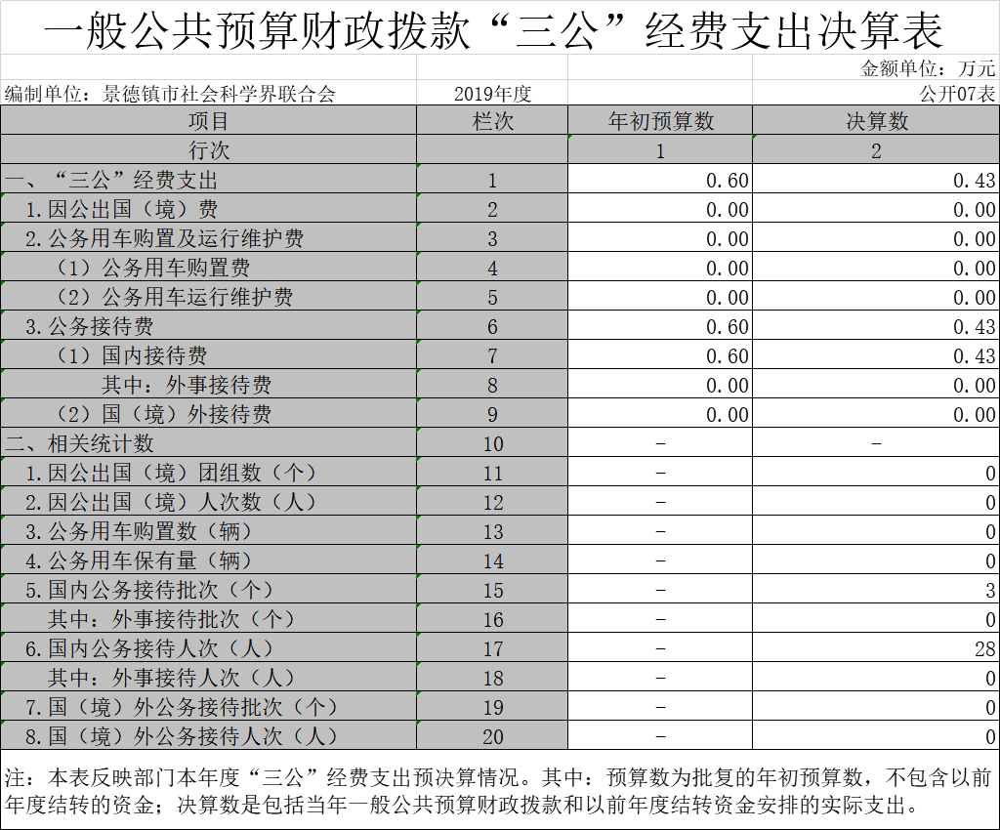 一般公共预算财政拨款“三公”经费支出决算表
金额单位：万元
编制单位：景德镇市社会科学界联合会 2019年度 公开07表
项目 栏次 年初预算数 决算数
行次 1 2
一、“三公”经费支出 1 0.60 0.43
1.因公出国（境）费 2 0.00 0.00
2.公务用车购置及运行维护费 3 0.00 0.00
（1）公务用车购置费 4 0.00 0.00
（2）公务用车运行维护费 5 0.00 0.00
3.公务接待费 6 0.60 0.43
（1）国内接待费 7 0.60 0.43
其中：外事接待费 8 0.00 0.00
（2）国（境）外接待费 9 0.00 0.00
二、相关统计数 10 - -
1.因公出国（境）团组数（个） 11 - 0
2.因公出国（境）人次数（人） 12 - 0
3.公务用车购置数（辆） 13 - 0
4.公务用车保有量（辆） 14 - 0
5.国内公务接待批次（个） 15 - 3
其中：外事接待批次（个） 16 - 0
6.国内公务接待人次（人） 17 - 28
其中：外事接待人次（人） 18 - 0
7.国（境）外公务接待批次（个） 19 - 0
8.国（境）外公务接待人次（人） 20 - 0
注：本表反映部门本年度“三公”经费支出预决算情况。其中：预算数为批复的年初预算数，不包含以前
年度结转的资金；决算数是包括当年一般公共预算财政拨款和以前年度结转资金安排的实际支出。